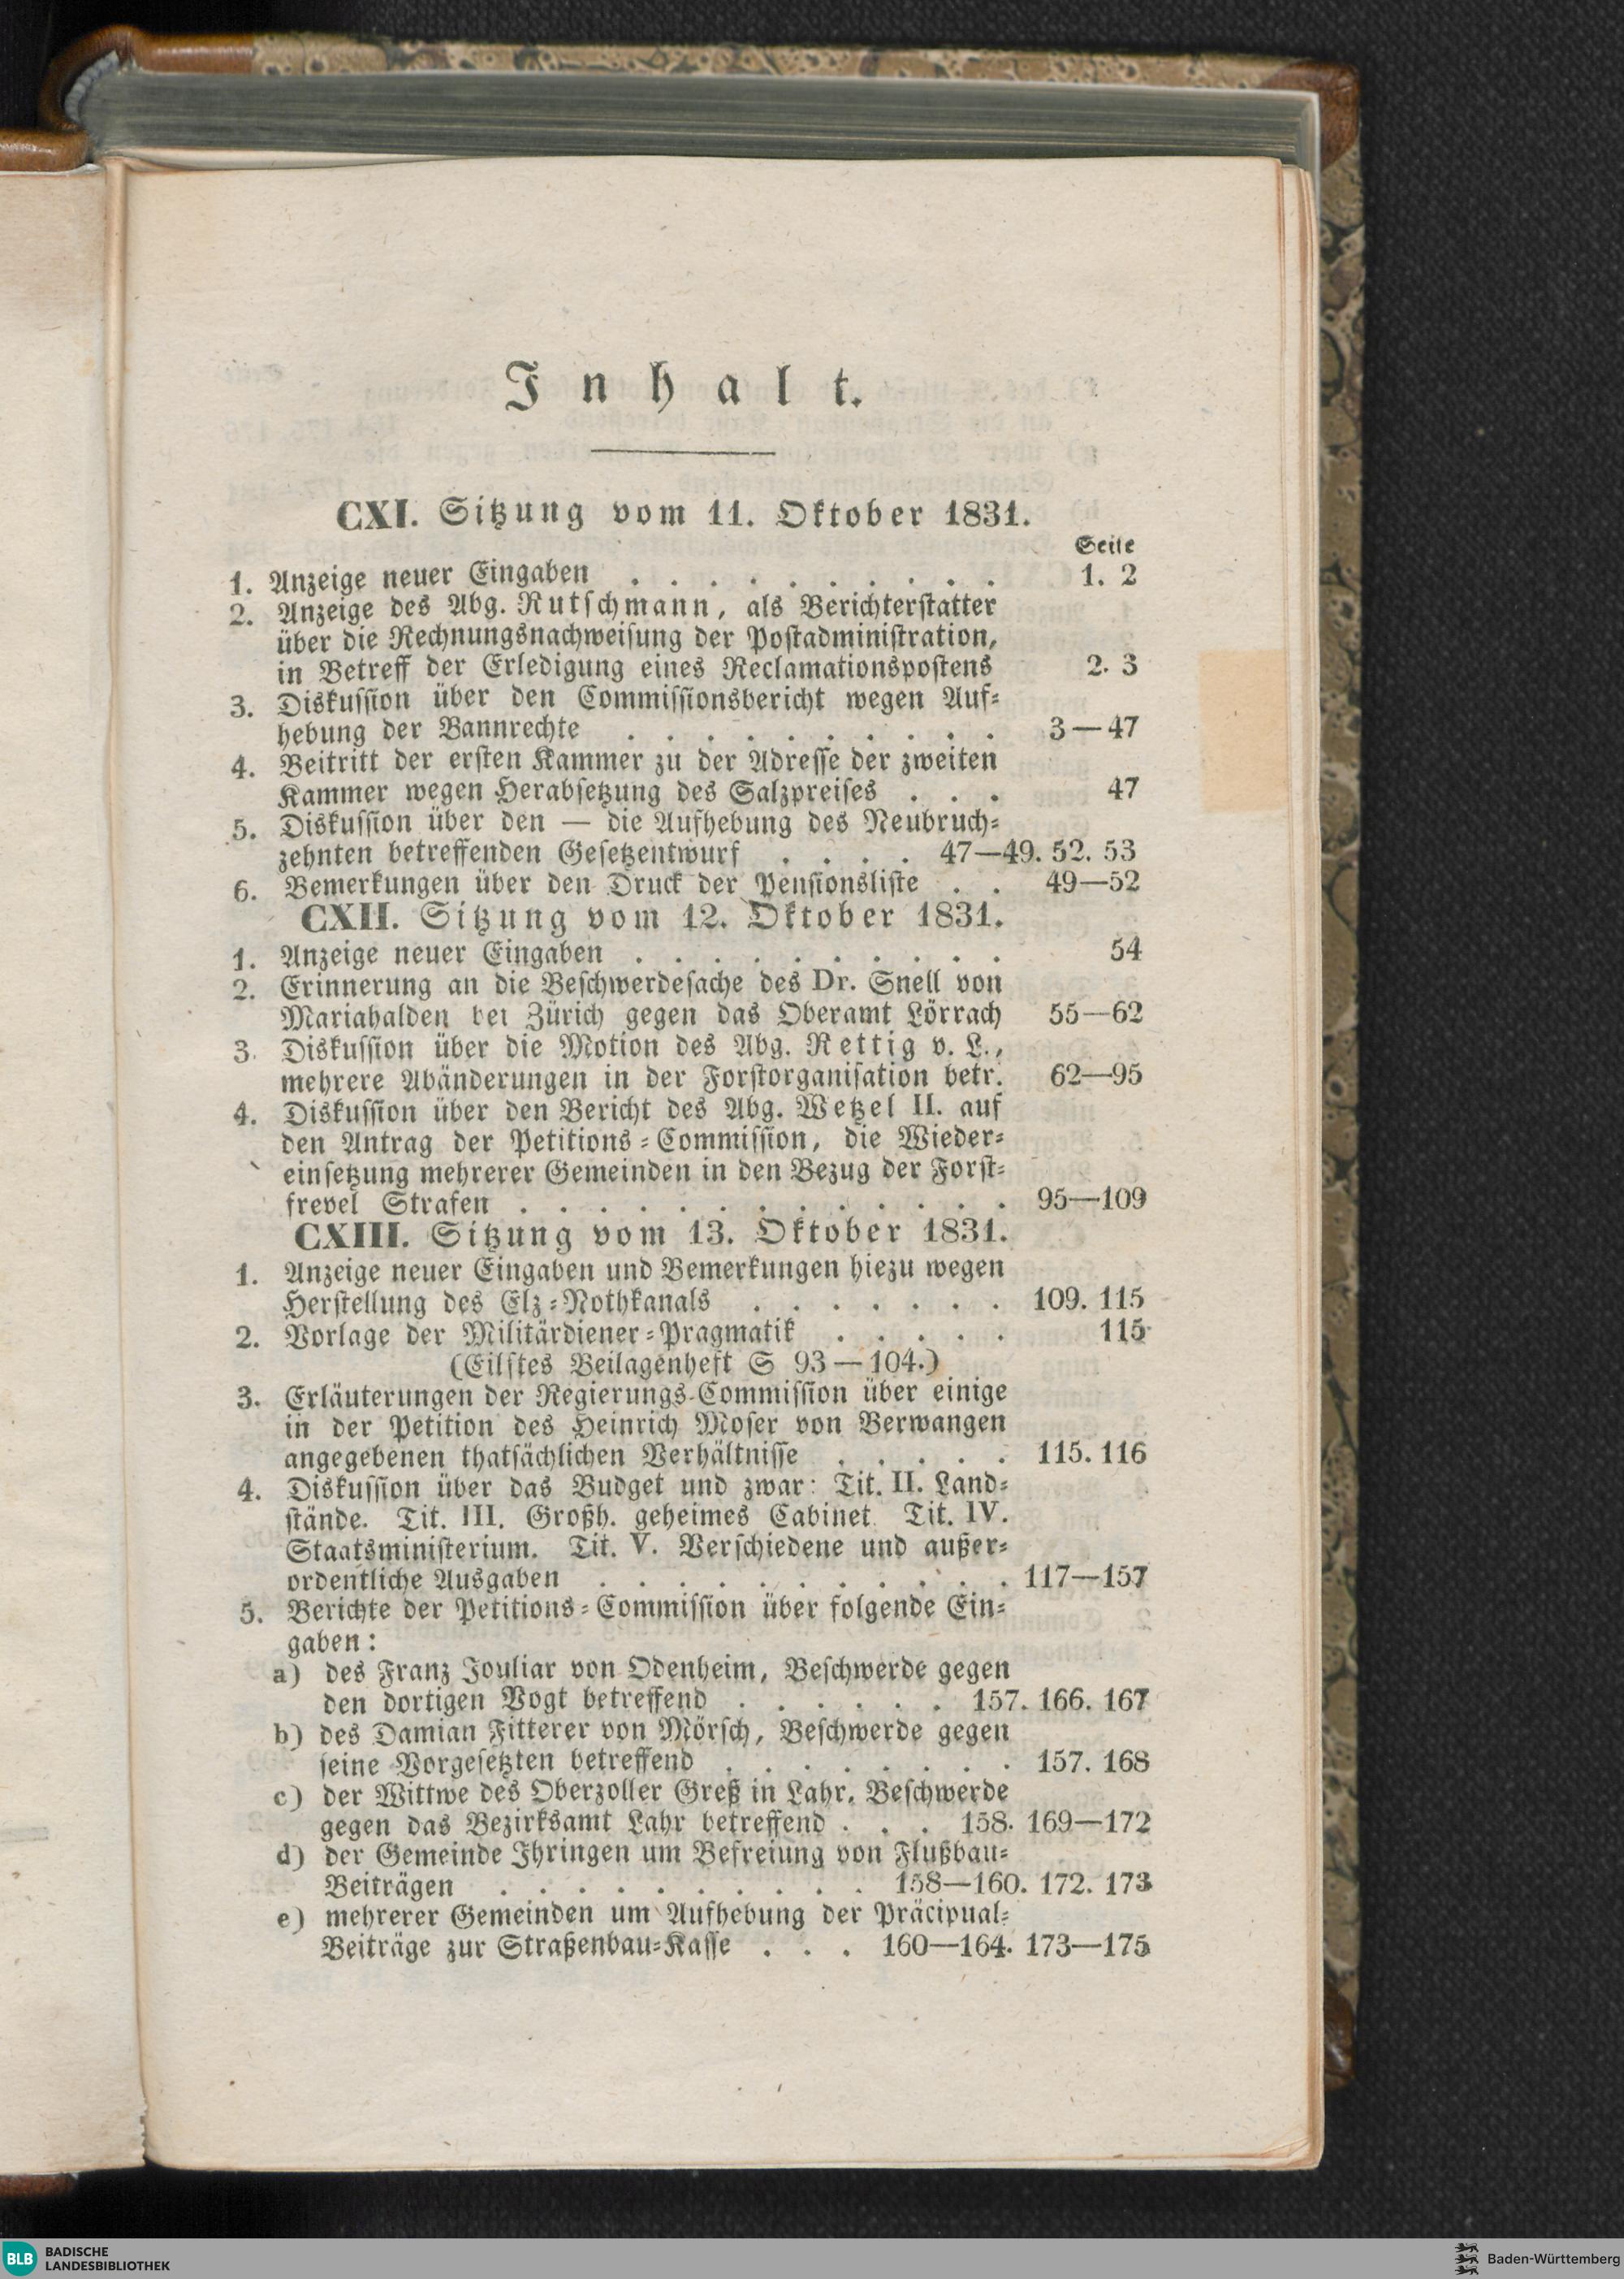 Inhalt.
CXI. Sitzung vom 11. Oktober 1831.
Seite
1. Anzeige neuer Eingaben . . . . . . . . . . 1. 2
2. Anzeige des Abg. Rutschmann, als Berichterstatter
über die Rechnungsnachweisung der Postadministration,
in Betreff der Erledigung eines Reclamationspostens 2. 3
3. Diskussion über den Commissionsbericht wegen Auf-
hebung der Bannrechte . . . . . . . . . . 3—47
4. Beitritt der ersten Kammer zu der Adresse der zweiten
Kammer wegen Herabsetzung des Salzpreises . . . 47
5. Diskussion über den — die Aufhebung des Neubruch-
zehnten betreffenden Gesetzentwurf . . . . 47—49. 52. 53
6. Bemerkungen über den Druck der Pensionsliste . . 49—52
CXII. Sitzung vom 12. Oktober 1831.
1. Anzeige neuer Eingaben . . . . . . . . . . 54
2. Erinnerung an die Beschwerdesache des Dr. Snell von
Mariahalden bei Zürich gegen das Oberamt Lörrach 55—62
3. Diskussion über die Motion des Abg. Rettig v. L.,
mehrere Abänderungen in der Forstorganisation betr. 62—95
4. Diskussion über den Bericht des Abg. Wetzel II. auf
den Antrag der Petitions-Commission, die Wieder-
einsetzung mehrerer Gemeinden in den Bezug der Forst-
frevel Strafen . . . . . . . . . . . . . 95—109
CXIII. Sitzung vom 13. Oktober 1831.
1. Anzeige neuer Eingaben und Bemerkungen hiezu wegen
Herstellung des Elz-Nothkanals . . . . . . . 109. 115
2. Vorlage der Militärdiener-Pragmatik . . . . . 115
(Eilftes Beilagenheft S 93—104.)
3. Erläuterungen der Regierungs-Commission über einige
in der Petition des Heinrich Moser von Berwangen
angegebenen thatsächlichen Verhältnisse . . . . . 115. 116
4. Diskussion über das Budget und zwar: Tit. II. Land-
stände. Tit. III. Großh. geheimes Cabinet Tit. IV.
Staatsministerium. Tit. V. Verschiedene und außer-
ordentliche Ausgaben . . . . . . . . . . . 117—157
5. Berichte der Petitions-Commission über folgende Ein-
gaben:
a) des Franz Jouliar von Odenheim, Beschwerde gegen
den dortigen Vogt betreffend . . . . . . 157. 166. 167
b) des Damian Fitterer von Mörsch, Beschwerde gegen
seine Vorgesetzten betreffend . . . . . . . . 157. 168
c) der Wittwe des Oberzoller Greß in Lahr, Beschwerde
gegen das Bezirksamt Lahr betreffend . . . 158. 169—172
d) der Gemeinde Ihringen um Befreiung von Flußbau-
Beiträgen . . . . . . . . . . 158—160. 172. 173
e) mehrerer Gemeinden um Aufhebung der Präcipual-
Beiträge zur Straßenbau-Kasse . . . 160—164. 173—175
BLB BADISCHE
LANDESBIBLIOTHEK
Baden-Württemberg